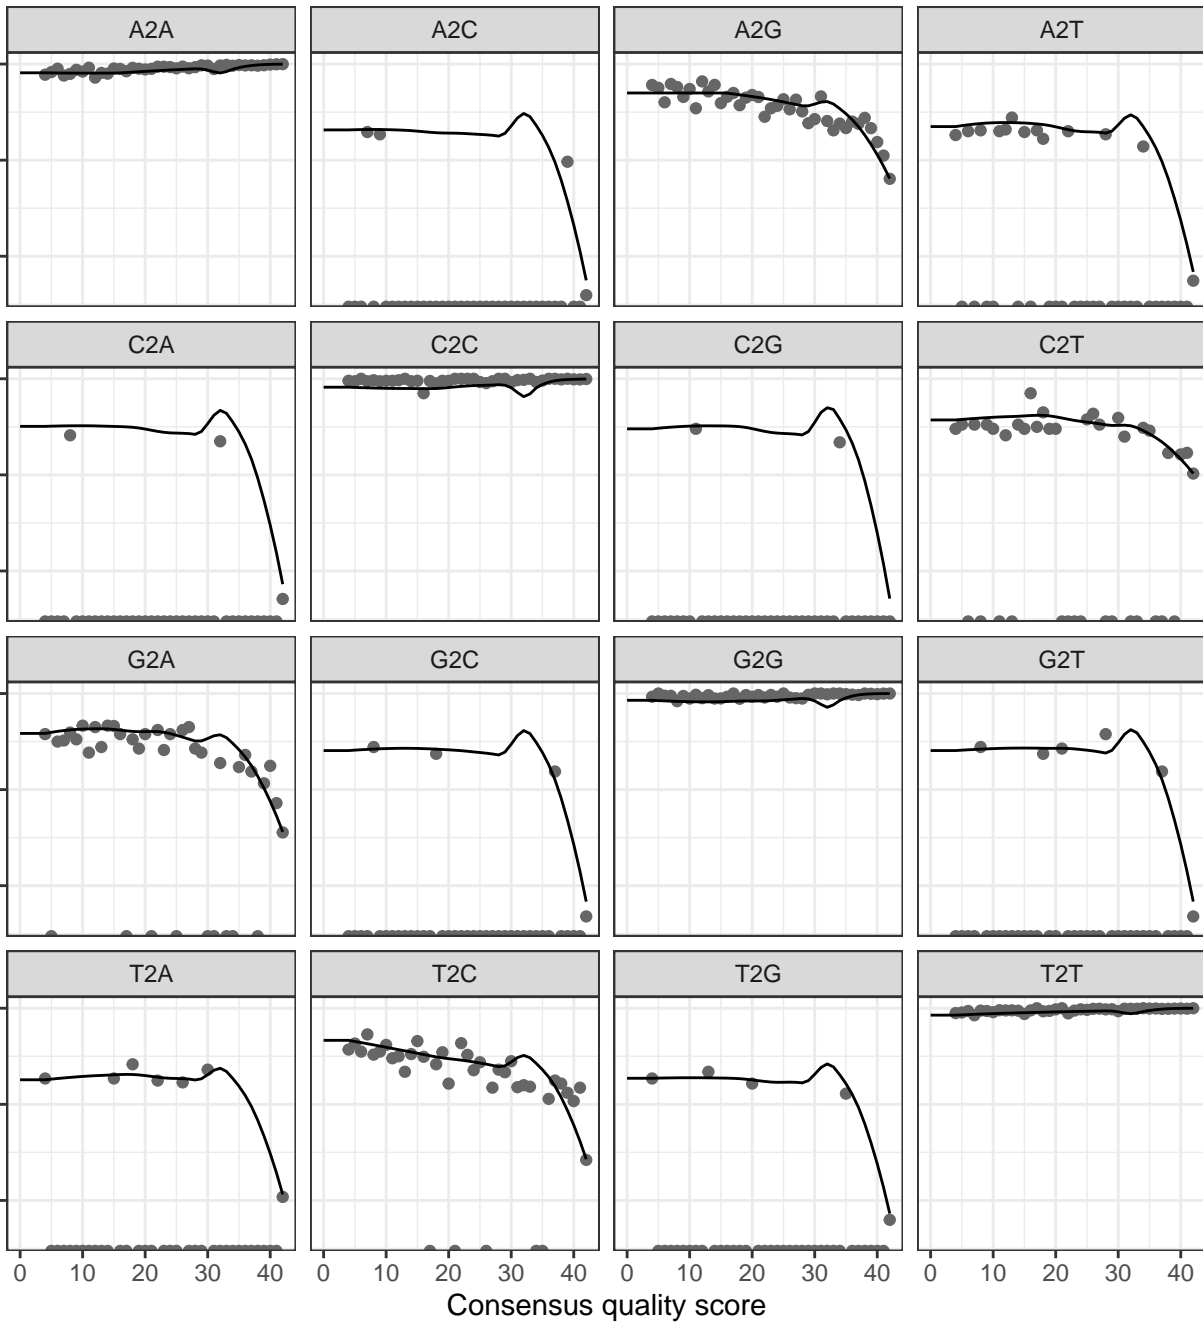 A2A A2C A2G A2T
C2A C2C C2G C2T
G2A G2C G2G G2T
T2A T2C T2G T2T
0 10 20 30 40 0 10 20 30 40 0 10 20 30 40 0 10 20 30 40
Consensus quality score